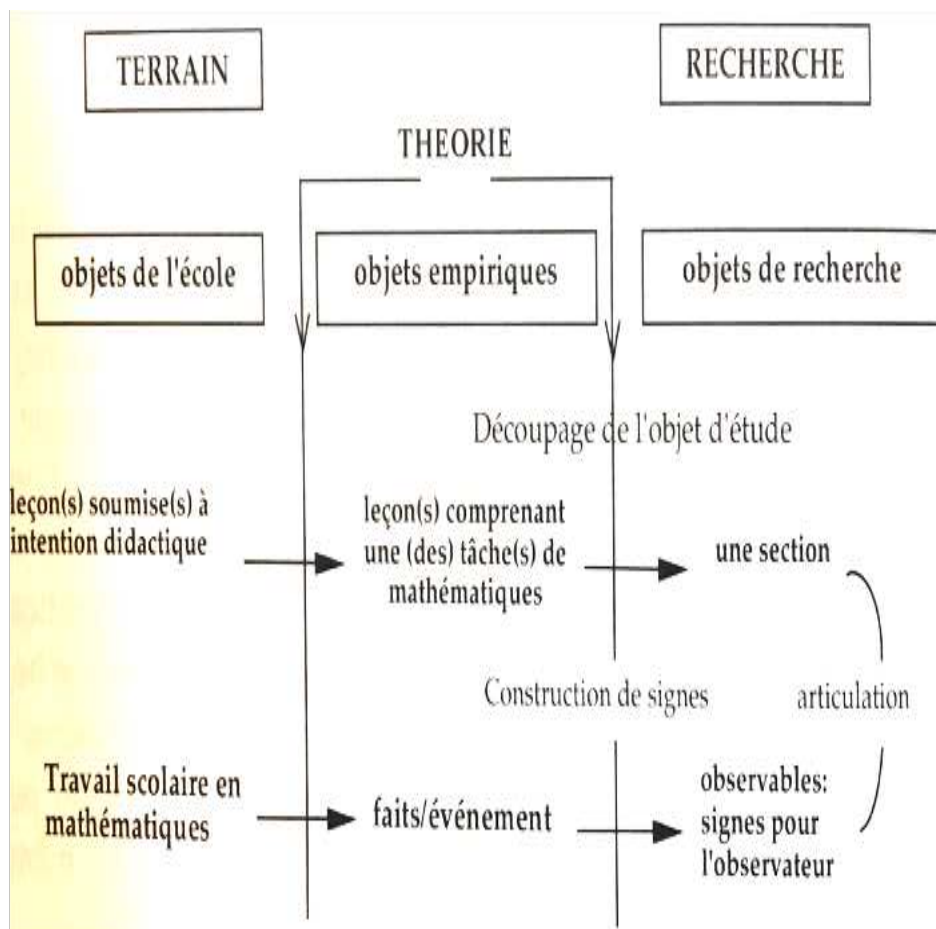 TERRAIN
RECHERCHE
THEORIE
objets de l'école
objets empiriques
objets de recherche
Découpage de l'objet d'étude
leçon(s) soumise(s) à
intention didactique
leçon(s) comprenant
une (des) tâche(s) de
mathématiques
une section
Construction de signes
articulation
Travail scolaire en
mathématiques
faits/événement
observables:
signes pour
l'observateur